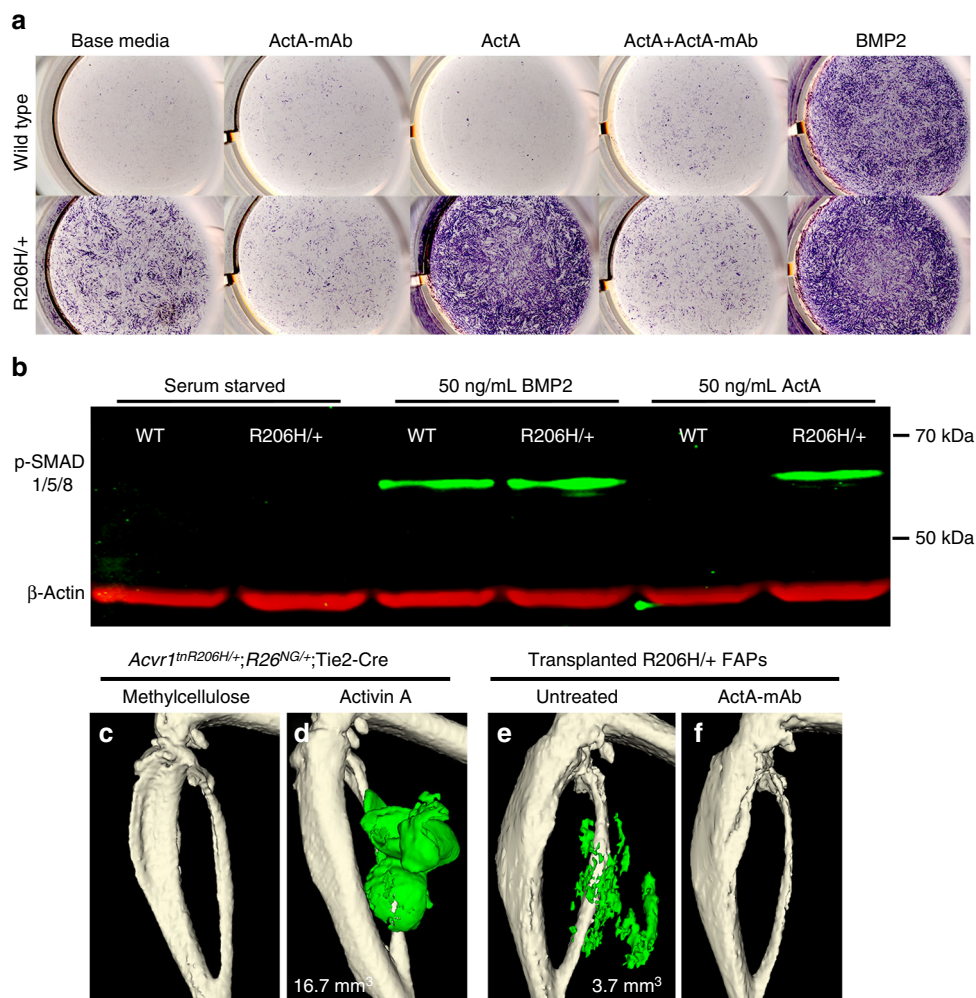 a
Base media ActA-mAb ActA ActA+ActA-mAb BMP2
Wild type
R206H/+
b
Serum starved 50 ng/mL BMP2 50 ng/mL ActA
WT R206H/+ WT R206H/+ WT R206H/+
70 kDa
p-SMAD
1/5/8
50 kDa
β-Actin
Acvr1tnR206H/+;R26NG/+;Tie2-Cre Transplanted R206H/+ FAPs
Methylcellulose Activin A Untreated ActA-mAb
c d e f
16.7 mm³ 3.7 mm³